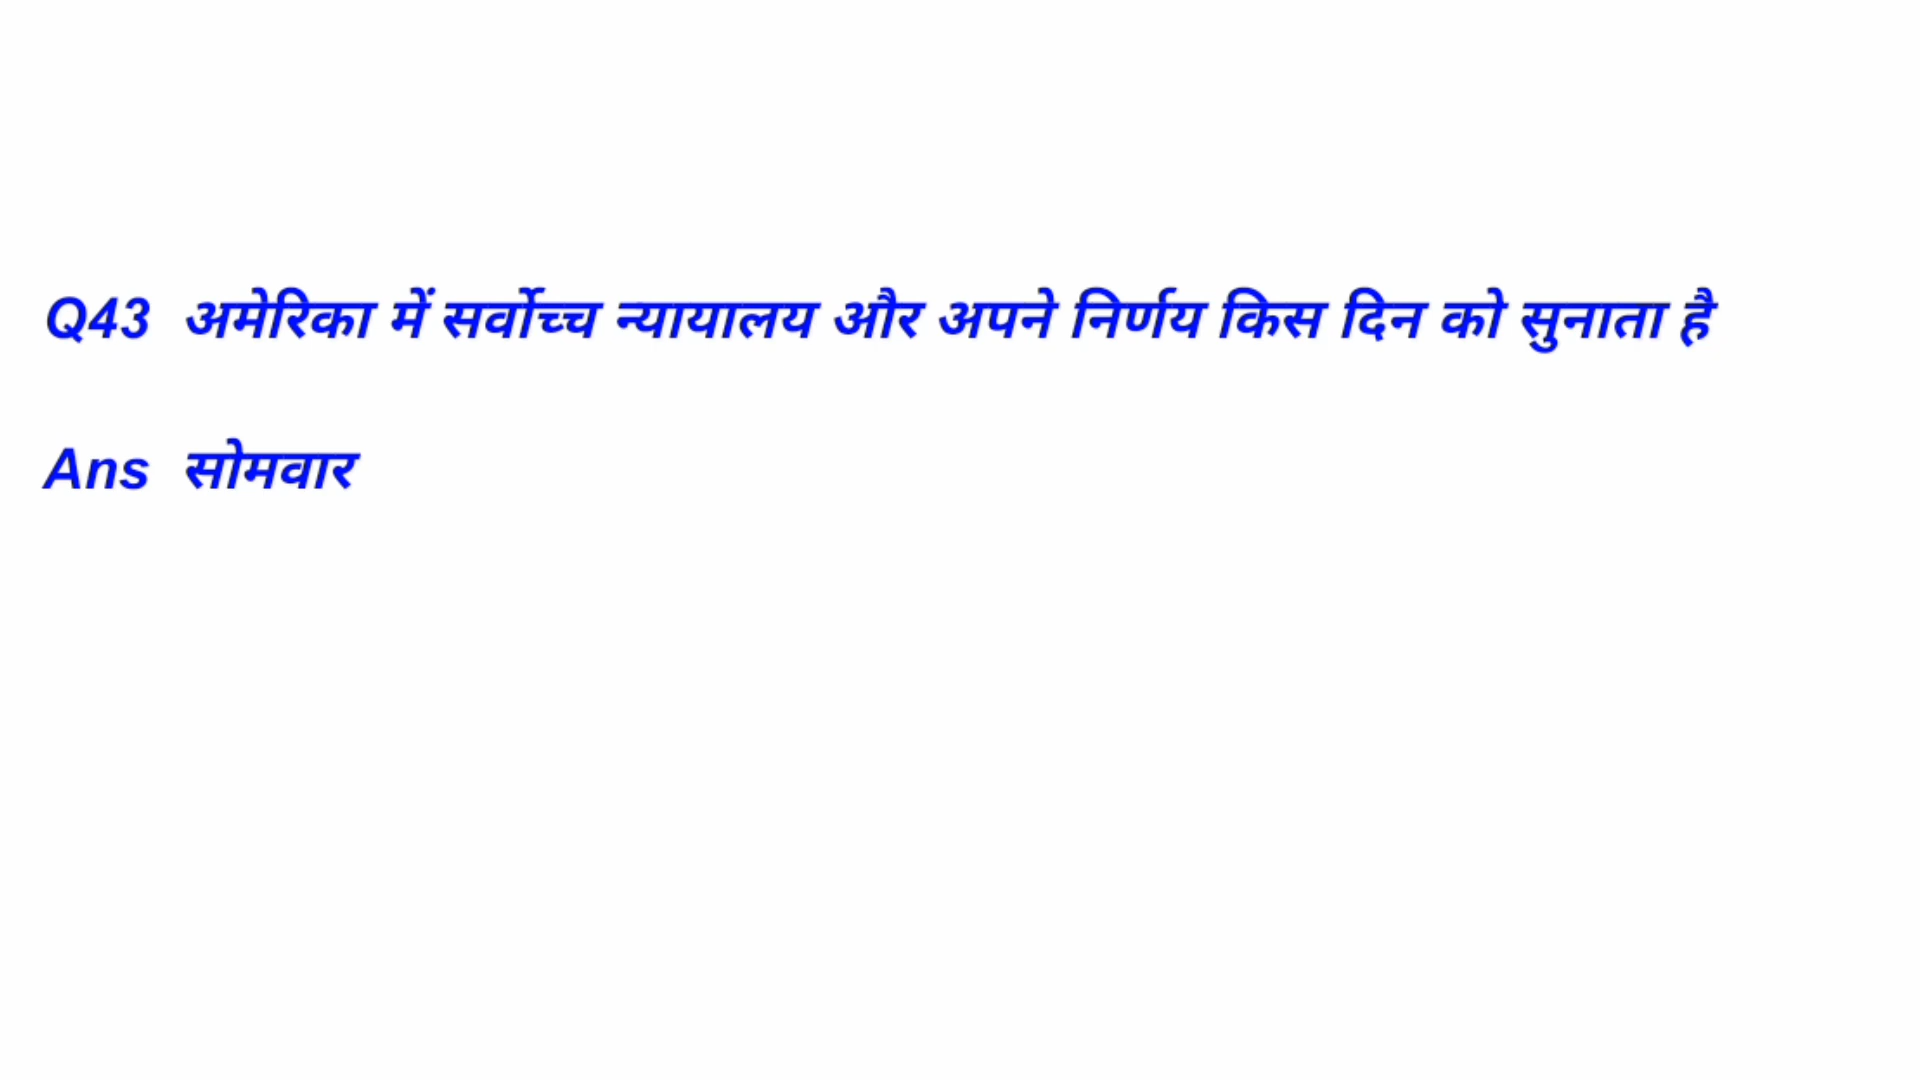 Q43 अमेरिका में सर्वोच्च न्यायालय और अपने निर्णय किस दिन को सुनाता है
Ans सोमवार